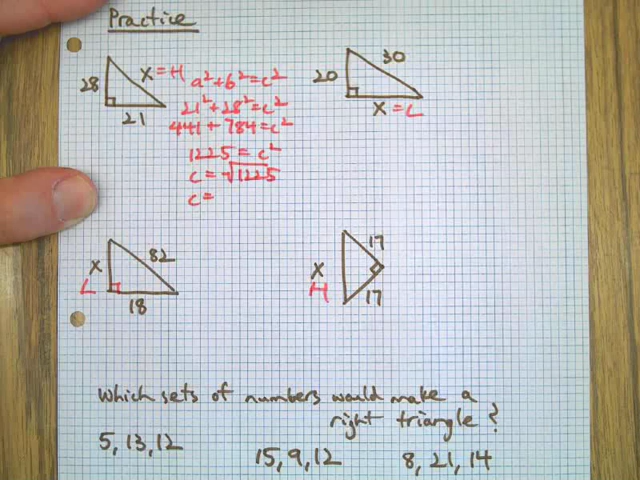 Practice
28
x = H
21
a² + b² = c²
21² + 28² = c²
441 + 784 = c²
1225 = c²
c = √1225
c =
20
30
x = L
x
L
82
18
x
H
17
17
Which sets of numbers would make a
right triangle?
5, 13, 12
15, 9, 12
8, 21, 14